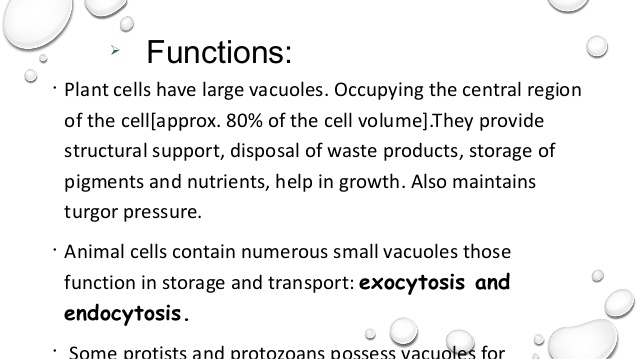 Functions:
Plant cells have large vacuoles. Occupying the central region
of the cell[approx. 80% of the cell volume].They provide
structural support, disposal of waste products, storage of
pigments and nutrients, help in growth. Also maintains
turgor pressure.
Animal cells contain numerous small vacuoles those
function in storage and transport: exocytosis and
endocytosis.
Some protists and protozoans possess vacuoles for